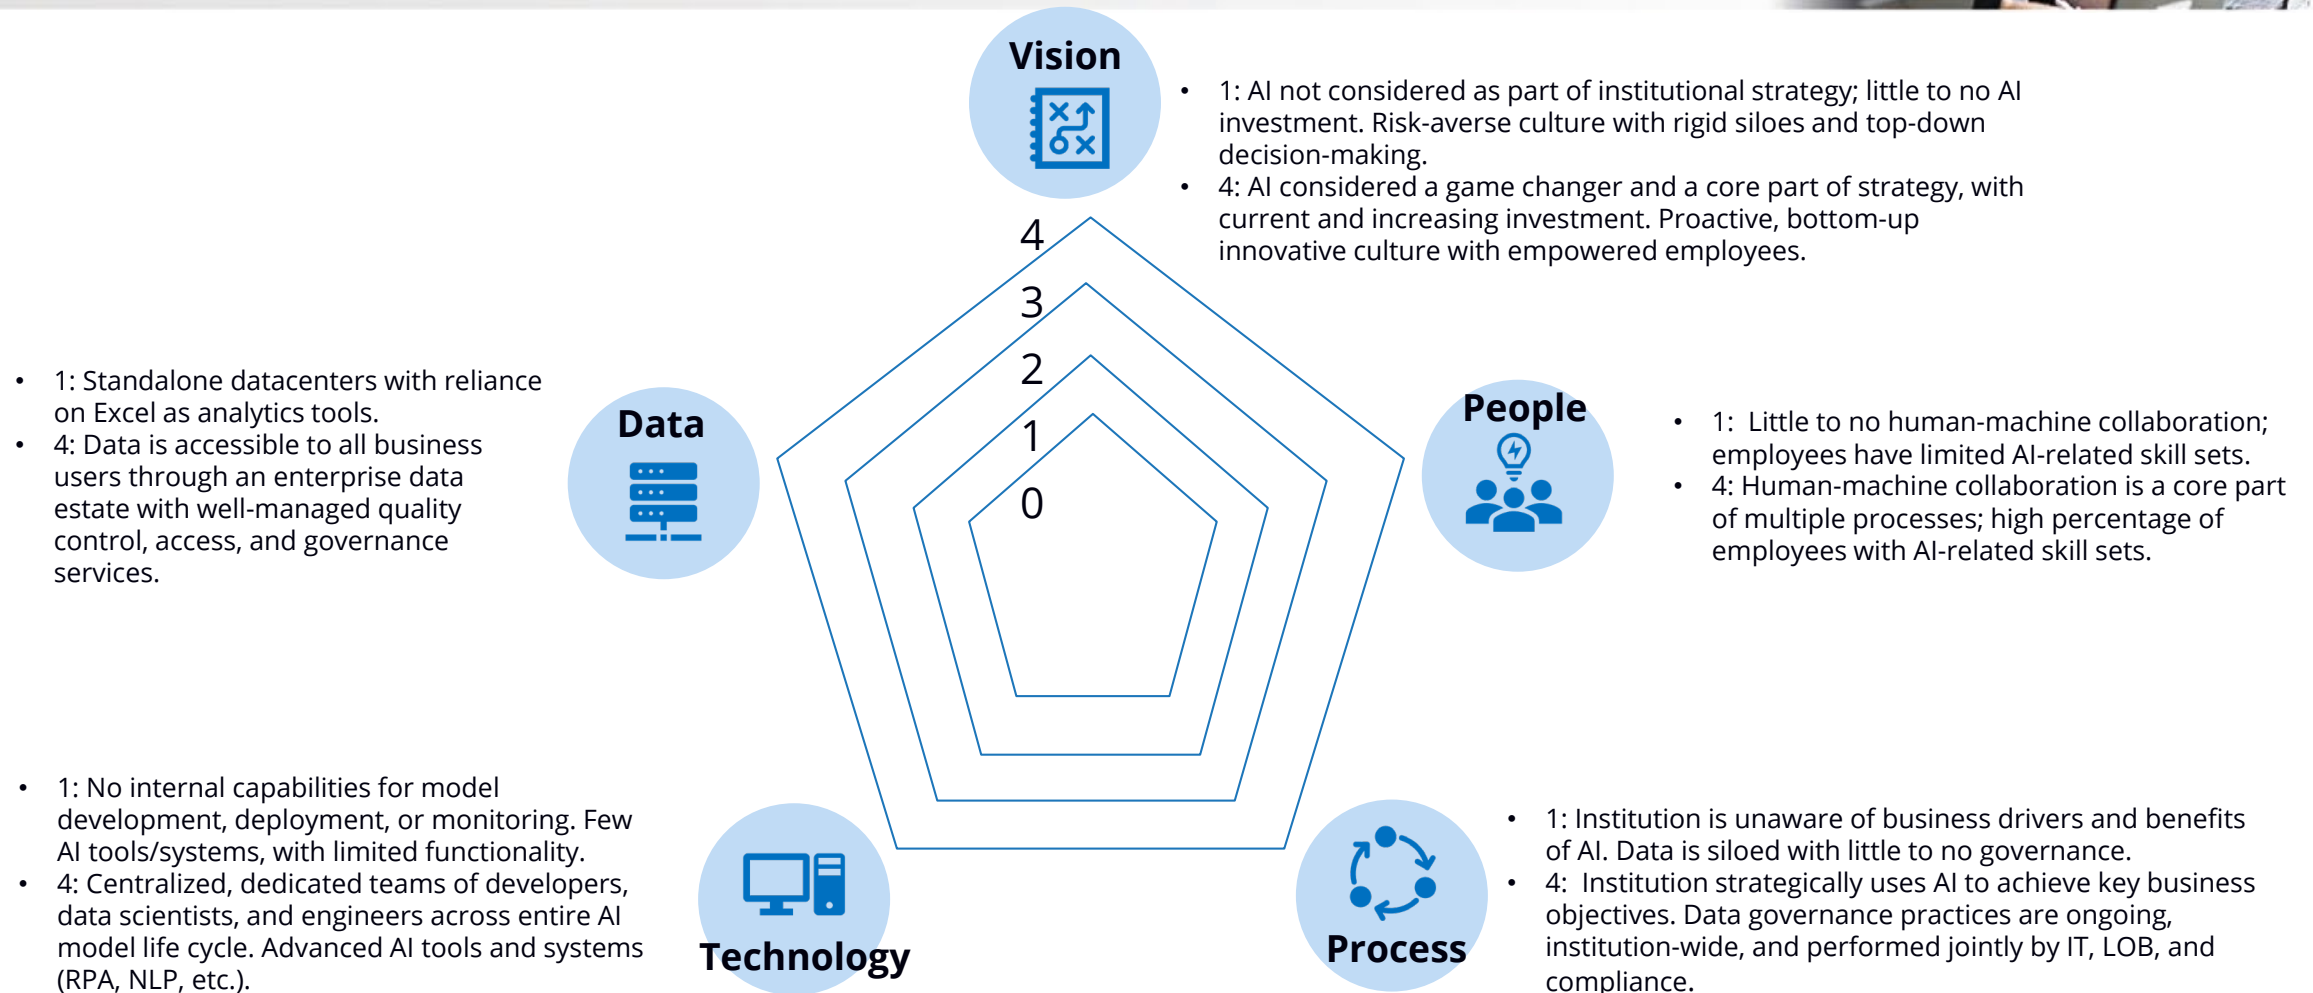 Vision
• 1: AI not considered as part of institutional strategy; little to no AI
investment. Risk-averse culture with rigid siloes and top-down
decision-making.
• 4: AI considered a game changer and a core part of strategy, with
current and increasing investment. Proactive, bottom-up
innovative culture with empowered employees.
4
3
2
1
0
• 1: Standalone datacenters with reliance
on Excel as analytics tools.
• 4: Data is accessible to all business
users through an enterprise data
estate with well-managed quality
control, access, and governance
services.
Data
People
• 1: Little to no human-machine collaboration;
employees have limited AI-related skill sets.
• 4: Human-machine collaboration is a core part
of multiple processes; high percentage of
employees with AI-related skill sets.
• 1: No internal capabilities for model
development, deployment, or monitoring. Few
AI tools/systems, with limited functionality.
• 4: Centralized, dedicated teams of developers,
data scientists, and engineers across entire AI
model life cycle. Advanced AI tools and systems
(RPA, NLP, etc.).
Technology
Process
• 1: Institution is unaware of business drivers and benefits
of AI. Data is siloed with little to no governance.
• 4: Institution strategically uses AI to achieve key business
objectives. Data governance practices are ongoing,
institution-wide, and performed jointly by IT, LOB, and
compliance.